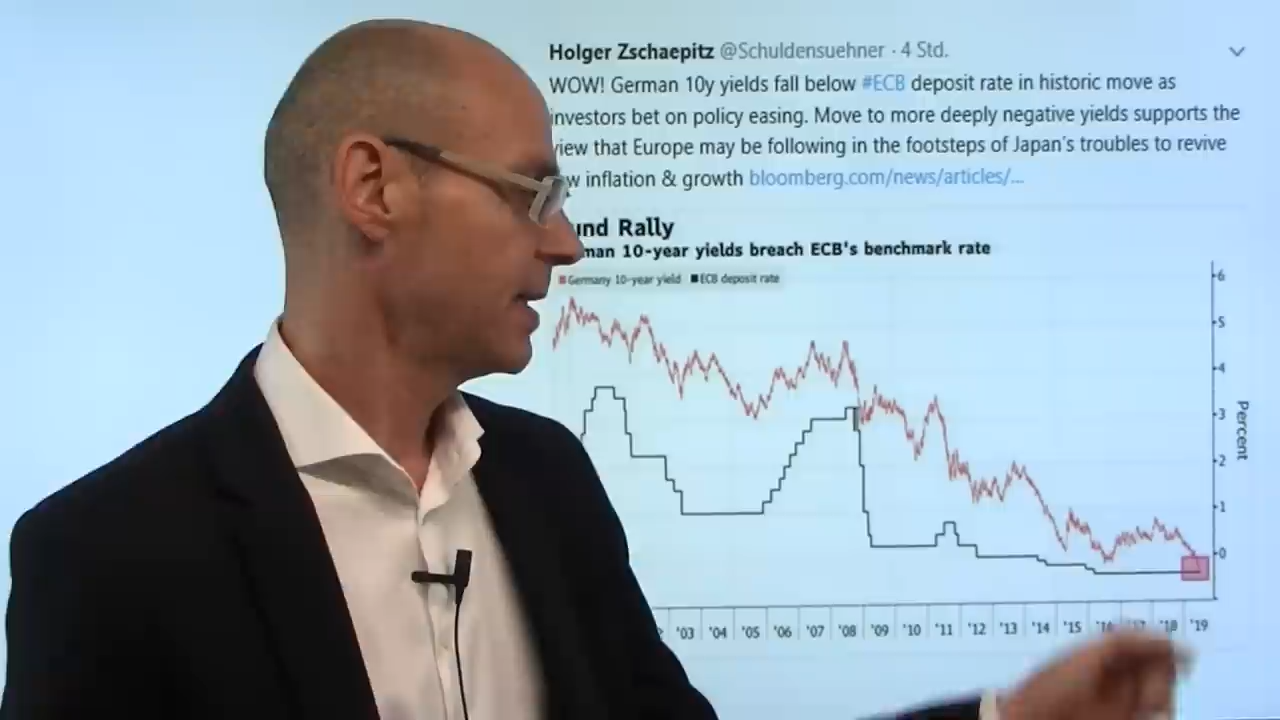 Holger Zschaepitz @Schuldensuehner · 4 Std.
WOW! German 10y yields fall below #ECB deposit rate in historic move as
investors bet on policy easing. Move to more deeply negative yields supports the
view that Europe may be following in the footsteps of Japan's troubles to revive
inflation & growth bloomberg.com/news/articles/...
Rally
10-year yields breach ECB's benchmark rate
Germany 10-year yield ECB deposit rate
6
5
4
3
2
1
0
Percent
'03 '04 '05 '06 '07 '08 '09 '10 '11 '12 '13 '14 '15 '16 '18 '19